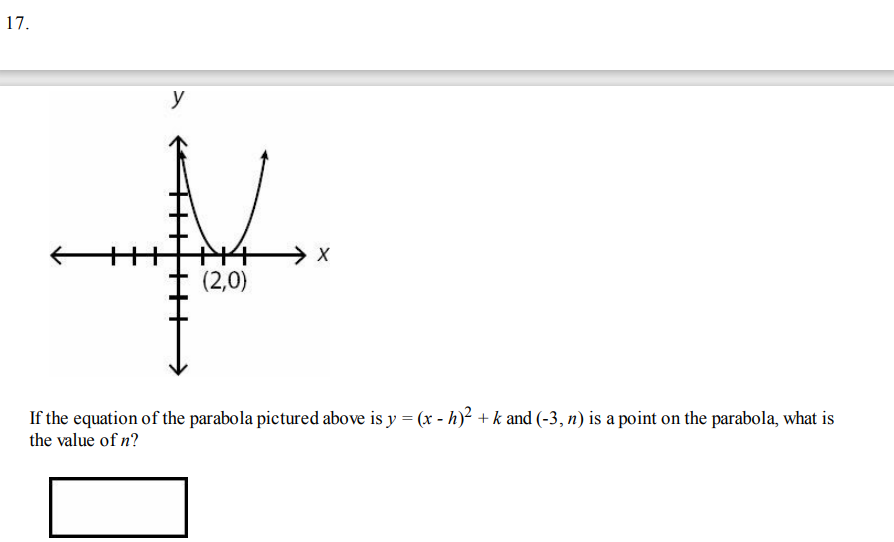 17.
y
x
(2,0)
If the equation of the parabola pictured above is y = (x - h)² + k and (-3, n) is a point on the parabola, what is
the value of n?